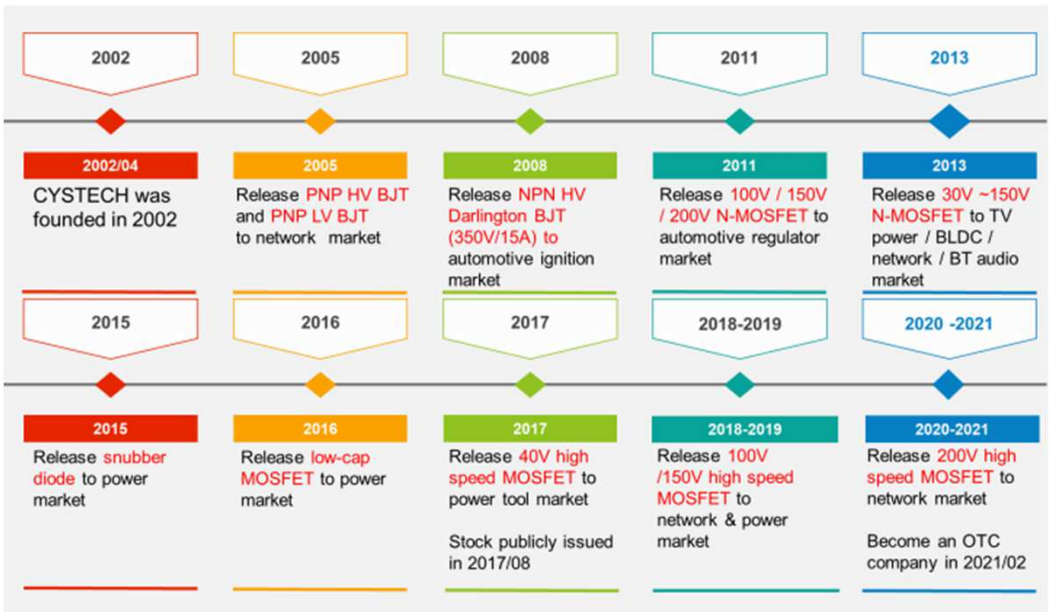 2002
2005
2008
2011
2013
2002/04
CYSTECH was
founded in 2002
2005
Release PNP HV BJT
and PNP LV BJT
to network market
2008
Release NPN HV
Darlington BJT
(350V/15A) to
automotive ignition
market
2011
Release 100V / 150V
/ 200V N-MOSFET to
automotive regulator
market
2013
Release 30V ~150V
N-MOSFET to TV
power / BLDC /
network / BT audio
market
2015
2016
2017
2018-2019
2020 -2021
2015
Release snubber
diode to power
market
2016
Release low-cap
MOSFET to power
market
2017
Release 40V high
speed MOSFET to
power tool market
Stock publicly issued
in 2017/08
2018-2019
Release 100V
/150V high speed
MOSFET to
network & power
market
2020-2021
Release 200V high
speed MOSFET to
network market
Become an OTC
company in 2021/02